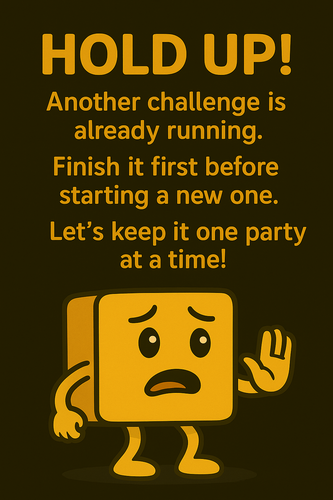 HOLD UP!
Another challenge is
already running.
Finish it first before
starting a new one.
Let’s keep it one party
at a time!